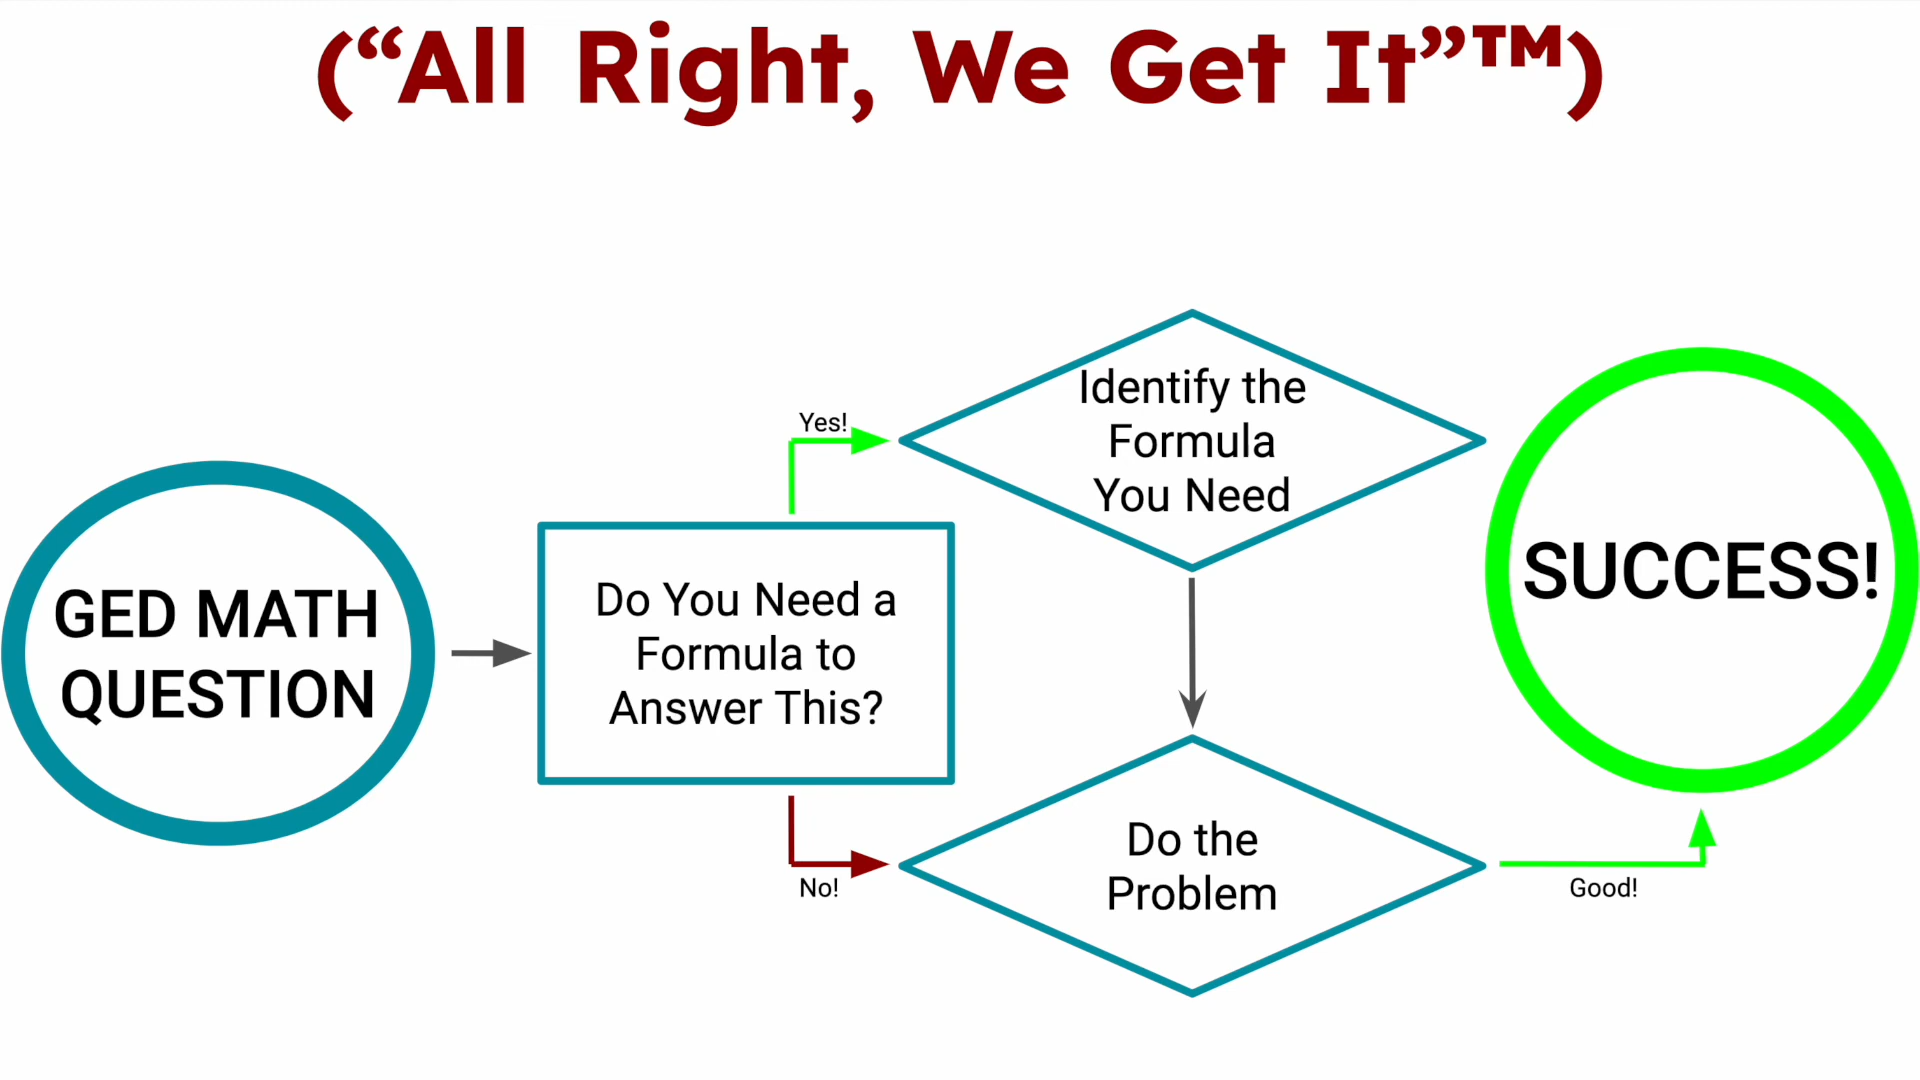 (“All Right, We Get It”™)
GED MATH
QUESTION
Do You Need a
Formula to
Answer This?
Yes!
Identify the
Formula
You Need
No!
Do the
Problem
Good!
SUCCESS!